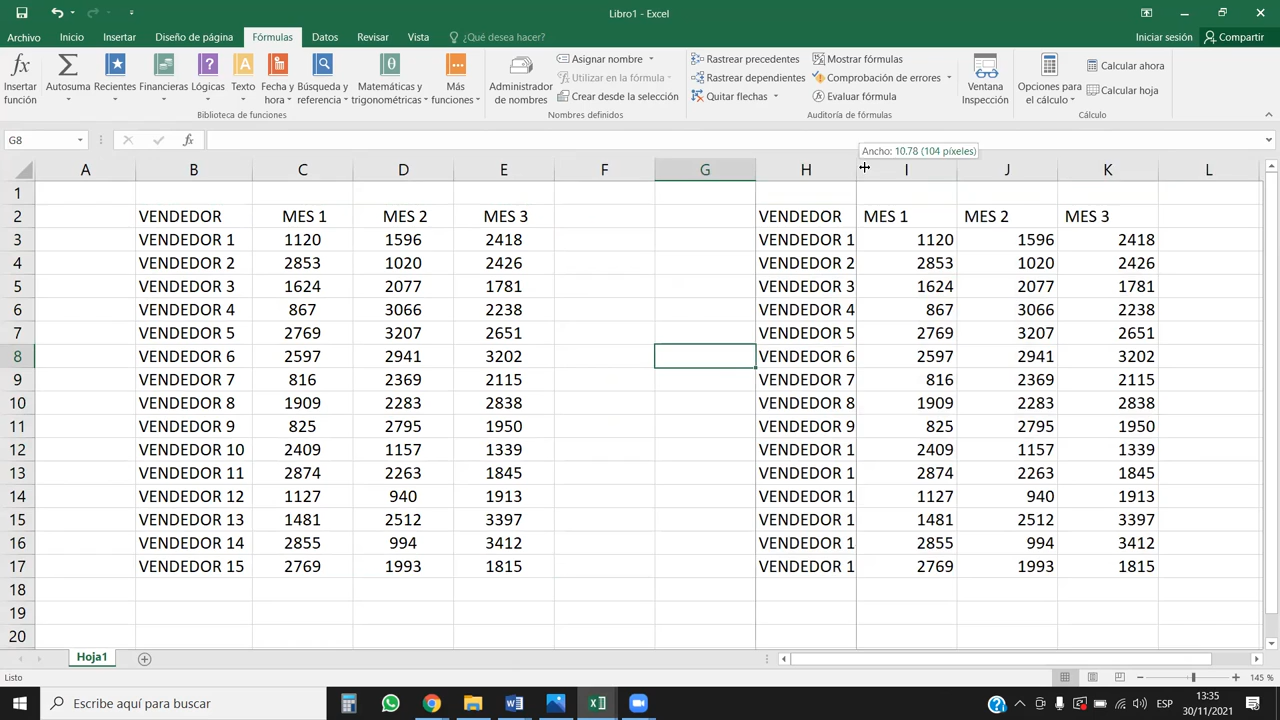 Libro1 - Excel
Archivo Inicio Insertar Diseño de página Fórmulas Datos Revisar Vista ¿Qué desea hacer? Iniciar sesión Compartir
Insertar función
Autosuma
Recientes
Financieras
Lógicas
Texto
Fecha y hora
Búsqueda y referencia
Matemáticas y trigonométricas
Más funciones
Biblioteca de funciones
Administrador de nombres
Asignar nombre
Utilizar en la fórmula
Crear desde la selección
Nombres definidos
Rastrear precedentes
Rastrear dependientes
Quitar flechas
Mostrar fórmulas
Comprobación de errores
Evaluar fórmula
Auditoría de fórmulas
Ventana Inspección
Opciones para el cálculo
Calcular ahora
Calcular hoja
Cálculo
G8 fx
Ancho: 10.78 (104 píxeles)
A B C D E F G H I J K L
1
2 VENDEDOR MES 1 MES 2 MES 3 VENDEDOR MES 1 MES 2 MES 3
3 VENDEDOR 1 1120 1596 2418 VENDEDOR 1 1120 1596 2418
4 VENDEDOR 2 2853 1020 2426 VENDEDOR 2 2853 1020 2426
5 VENDEDOR 3 1624 2077 1781 VENDEDOR 3 1624 2077 1781
6 VENDEDOR 4 867 3066 2238 VENDEDOR 4 867 3066 2238
7 VENDEDOR 5 2769 3207 2651 VENDEDOR 5 2769 3207 2651
8 VENDEDOR 6 2597 2941 3202 VENDEDOR 6 2597 2941 3202
9 VENDEDOR 7 816 2369 2115 VENDEDOR 7 816 2369 2115
10 VENDEDOR 8 1909 2283 2838 VENDEDOR 8 1909 2283 2838
11 VENDEDOR 9 825 2795 1950 VENDEDOR 9 825 2795 1950
12 VENDEDOR 10 2409 1157 1339 VENDEDOR 1 2409 1157 1339
13 VENDEDOR 11 2874 2263 1845 VENDEDOR 1 2874 2263 1845
14 VENDEDOR 12 1127 940 1913 VENDEDOR 1 1127 940 1913
15 VENDEDOR 13 1481 2512 3397 VENDEDOR 1 1481 2512 3397
16 VENDEDOR 14 2855 994 3412 VENDEDOR 1 2855 994 3412
17 VENDEDOR 15 2769 1993 1815 VENDEDOR 1 2769 1993 1815
18
19
20
Hoja1
Listo 145 %
Escribe aquí para buscar ESP 13:35
30/11/2021